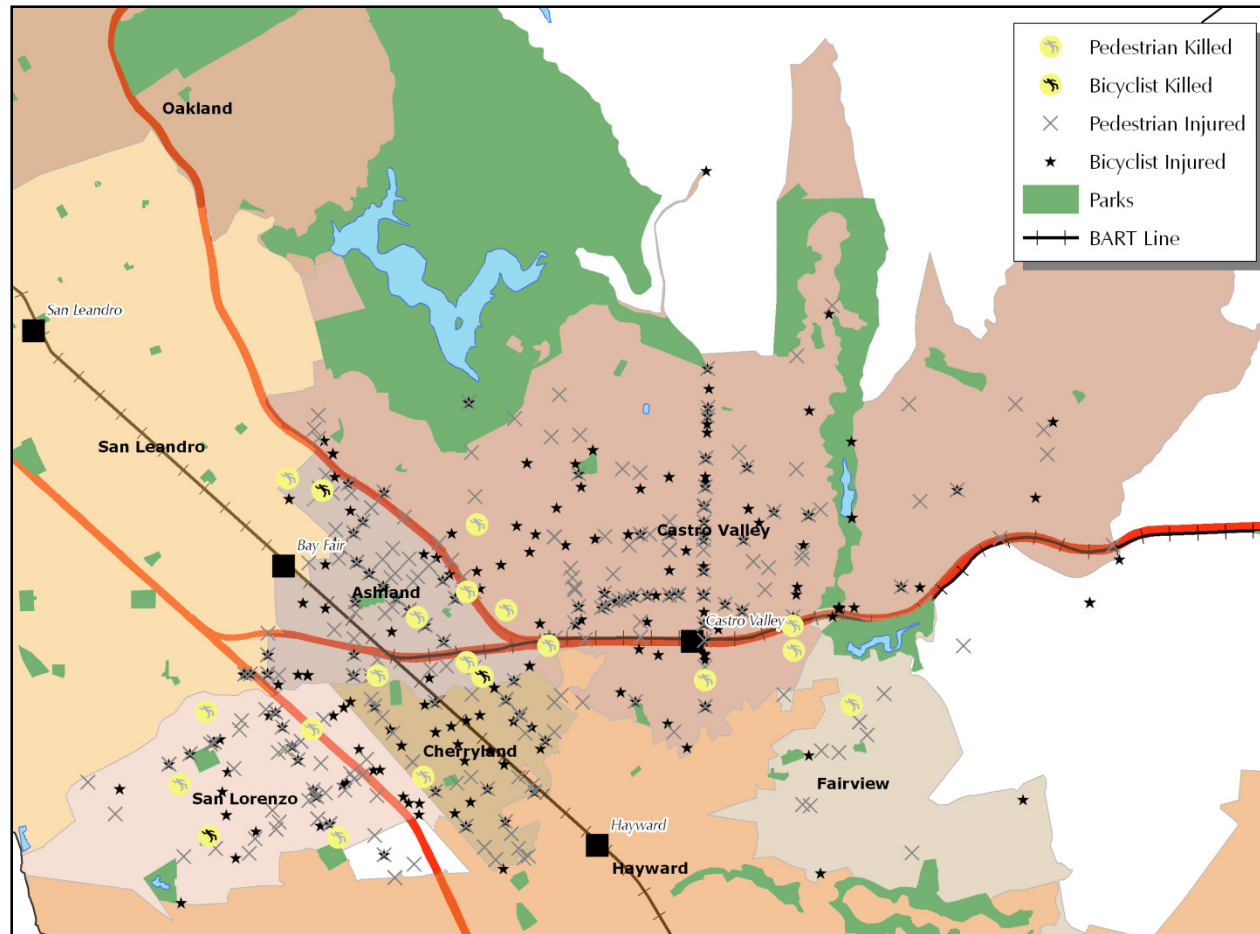 Pedestrian Killed
Bicyclist Killed
Pedestrian Injured
Bicyclist Injured
Parks
BART Line
Oakland
San Leandro
San Leandro
Bay Fair
Castro Valley
Ashland
Castro Valley
Cherryland
Fairview
San Lorenzo
Hayward
Hayward